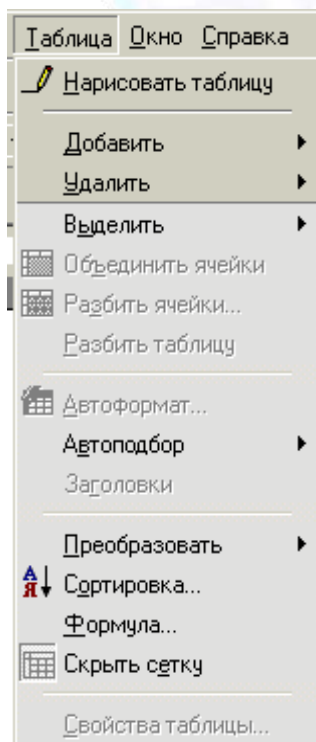 Таблица Окно Справка
Нарисовать таблицу
Добавить
Удалить
Выделить
Объединить ячейки
Разбить ячейки...
Разбить таблицу
Автоформат...
Автоподбор
Заголовки
Преобразовать
Сортировка...
Формула...
Скрыть сетку
Свойства таблицы...